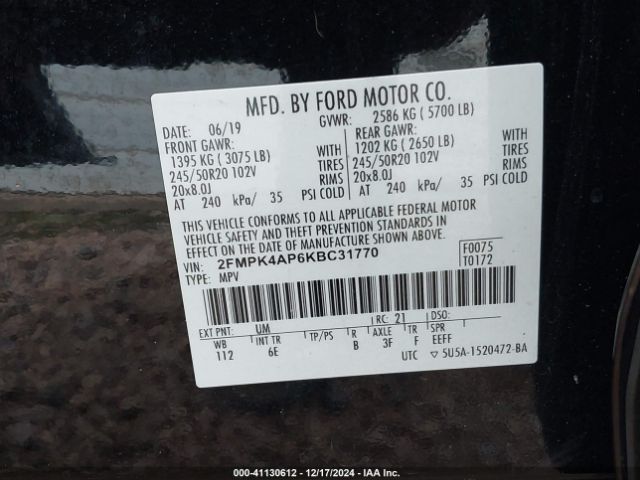 MFD. BY FORD MOTOR CO.
DATE: 06/19 GVWR: 2586 KG ( 5700 LB)
FRONT GAWR: REAR GAWR:
1395 KG ( 3075 LB) WITH 1202 KG ( 2650 LB) WITH
245/50R20 102V TIRES 245/50R20 102V TIRES
20x8.0J RIMS 20x8.0J RIMS
AT 240 kPa/ 35 PSI COLD AT 240 kPa/ 35 PSI COLD
THIS VEHICLE CONFORMS TO ALL APPLICABLE FEDERAL MOTOR
VEHICLE SAFETY AND THEFT PREVENTION STANDARDS IN
EFFECT ON THE DATE OF MANUFACTURE SHOWN ABOVE.
VIN: 2FMPK4AP6KBC31770 F0075
TYPE: MPV T0172
EXT PNT: UM RC: 21 DSO:
WB INT TR TP/PS R AXLE TR SPR
112 6E B 3F F EEFF
UTC ▽ 5U5A-1520472-BA
000-41130612 - 12/17/2024 - IAA Inc.